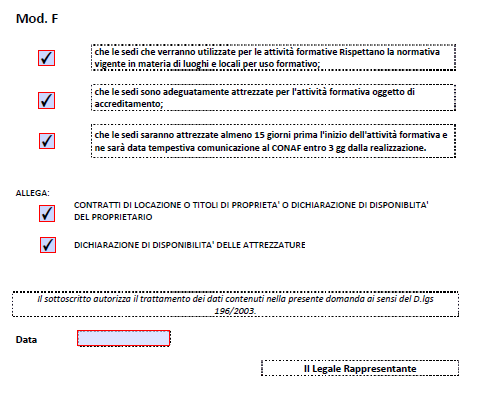 Mod. F
che le sedi che verranno utilizzate per le attività formative Rispettano la normativa
vigente in materia di luoghi e locali per uso formativo;
che le sedi sono adeguatamente attrezzate per l'attività formativa oggetto di
accreditamento;
che le sedi saranno attrezzate almeno 15 giorni prima l'inizio dell'attività formativa e
ne sarà data tempestiva comunicazione al CONAF entro 3 gg dalla realizzazione.
ALLEGA:
CONTRATTI DI LOCAZIONE O TITOLI DI PROPRIETA' O DICHIARAZIONE DI DISPONIBLITA'
DEL PROPRIETARIO
DICHIARAZIONE DI DISPONIBILITA' DELLE ATTREZZATURE
Il sottoscritto autorizza il trattamento dei dati contenuti nella presente domanda ai sensi del D.lgs
196/2003.
Data
Il Legale Rappresentante